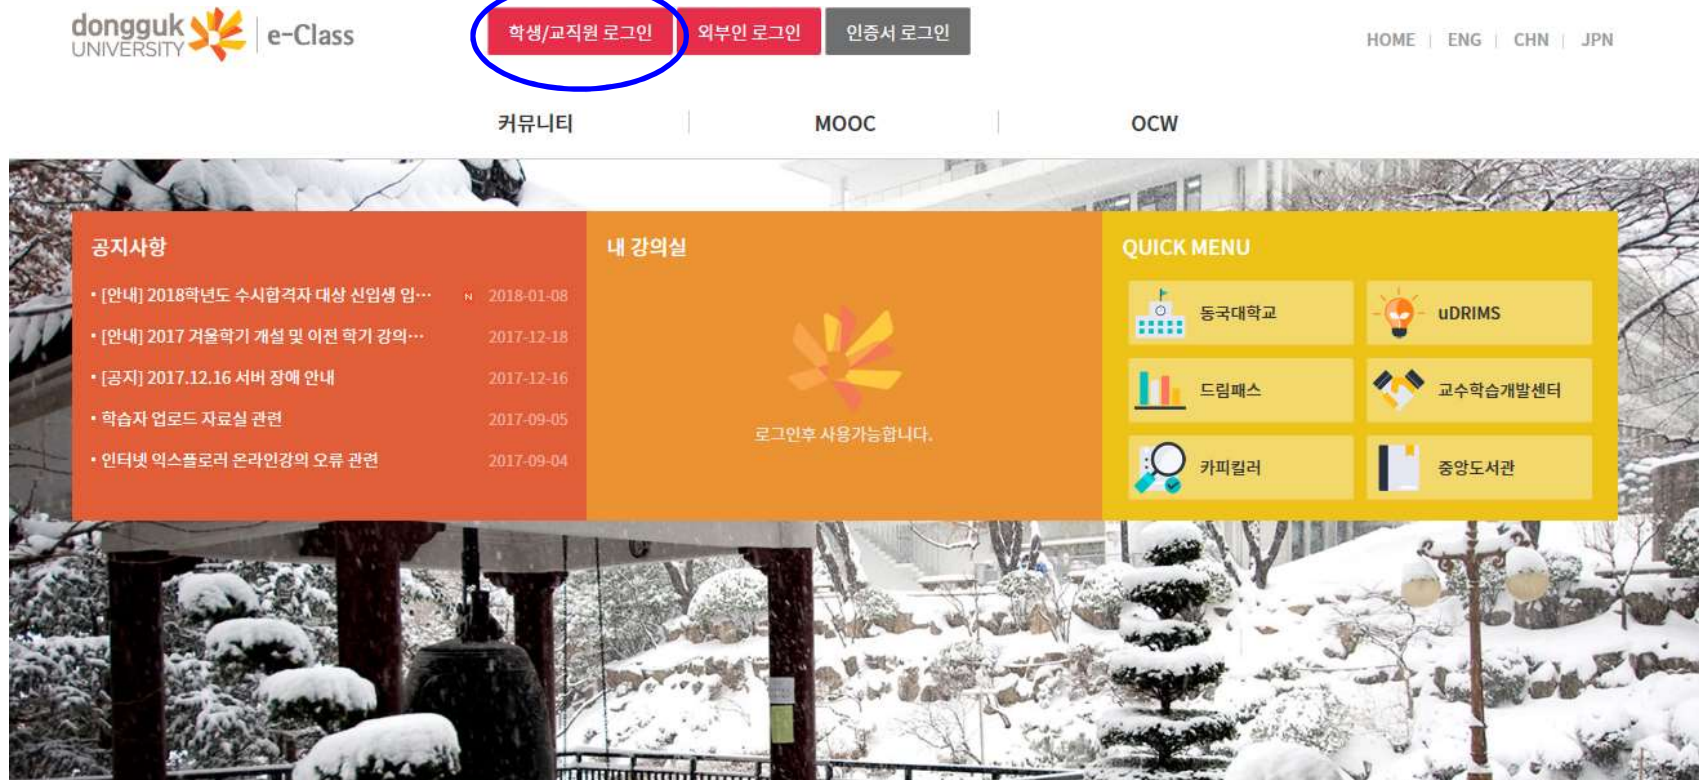 dongguk
UNIVERSITY
e-Class
학생/교직원 로그인
외부인 로그인
인증서 로그인
HOME | ENG | CHN | JPN
커뮤니티
MOOC
OCW
공지사항
• [안내] 2018학년도 수시합격자 대상 신입생 입… N 2018-01-08
• [안내] 2017 겨울학기 개설 및 이전 학기 강의… 2017-12-18
• [공지] 2017.12.16 서버 장애 안내 2017-12-16
• 학습자 업로드 자료실 관련 2017-09-05
• 인터넷 익스플로러 온라인강의 오류 관련 2017-09-04
내 강의실
로그인후 사용가능합니다.
QUICK MENU
동국대학교
uDRIMS
드림패스
교수학습개발센터
카피킬러
중앙도서관